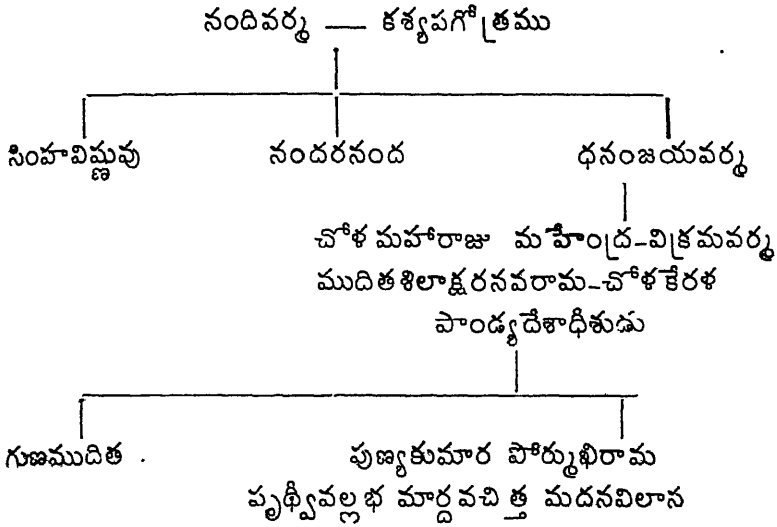 నందివర్మ — కశ్యపగోత్రము
సింహవిష్ణువు నందరనంద ధనంజయవర్మ
చోళ మహారాజు మహేంద్ర-విక్రమవర్మ
ముదితశిలాక్షరనవరామ-చోళకేరళ
పాండ్యదేశాధీశుడు
గుణముదిత పుణ్యకుమార పోర్ముఖిరామ
పృథ్వీవల్లభ మార్దవచిత్త మదనవిలాన